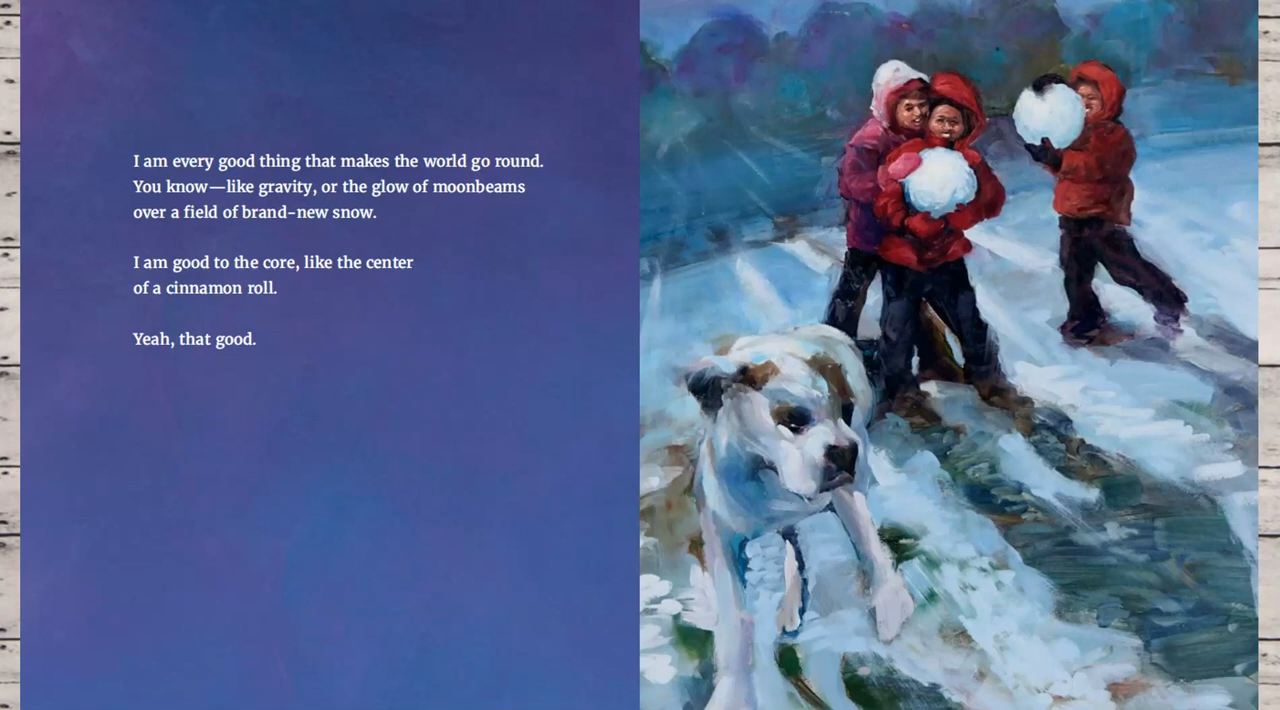 I am every good thing that makes the world go round.
You know—like gravity, or the glow of moonbeams
over a field of brand-new snow.
I am good to the core, like the center
of a cinnamon roll.
Yeah, that good.